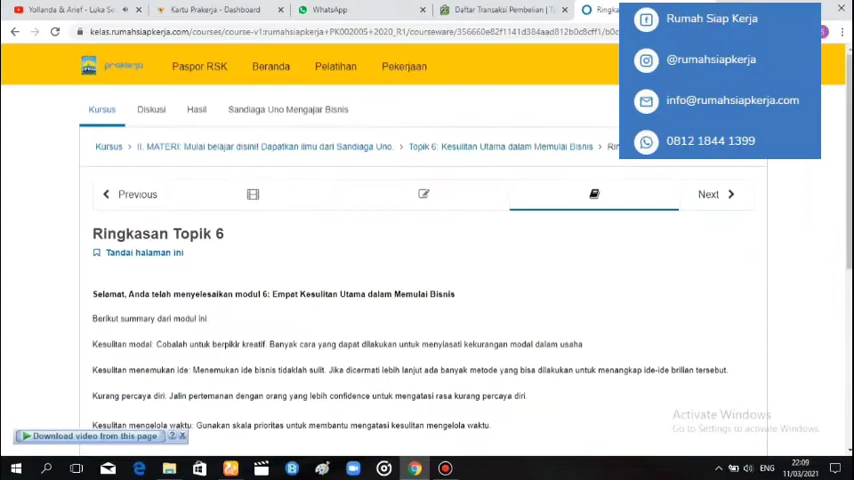 Yollanda & Arief - Luka Se
Kartu Prakerja - Dashboard
WhatsApp
Daftar Transaksi Pembelian | To
Ringka
kelas.rumahsiapkerja.com/courses/course-v1:rumahsiapkerja+PK00200S+2020_R1/courseware/
Rumah Siap Kerja
@rumahsiapkerja
info@rumahsiapkerja.com
0812 1844 1399
prakerja
Paspor RSK
Beranda
Pelatihan
Pekerjaan
Kursus
Diskusi
Hasil
Sandiaga Uno Mengajar Bisnis
Kursus > II. MATERI: Mulai belajar disini! Dapatkan ilmu dari Sandiaga Uno. > Topik 6: Kesulitan Utama dalam Memulai Bisnis > Rin
Previous
Next
Ringkasan Topik 6
Tandai halaman ini
Selamat, Anda telah menyelesaikan modul 6: Empat Kesulitan Utama dalam Memulai Bisnis
Berikut summary dari modul ini
Kesulitan modal: Cobalah untuk berpikir kreatif. Banyak cara yang dapat dilakukan untuk menyiasati kekurangan modal dalam usaha
Kesulitan menemukan ide: Menemukan ide bisnis tidaklah sulit. Jika dicermati lebih lanjut ada banyak metode yang bisa dilakukan untuk menangkap ide-ide brilian tersebut.
Kurang percaya diri: Jalin pertemanan dengan orang yang lebih confidence untuk mengatasi rasa kurang percaya diri.
Kesulitan mengelola waktu: Gunakan skala prioritas untuk membantu mengatasi kesulitan mengelola waktu.
Activate Windows
Go to Settings to activate Windows.
Download video from this page ? X
ENG
22:09
11/03/2021